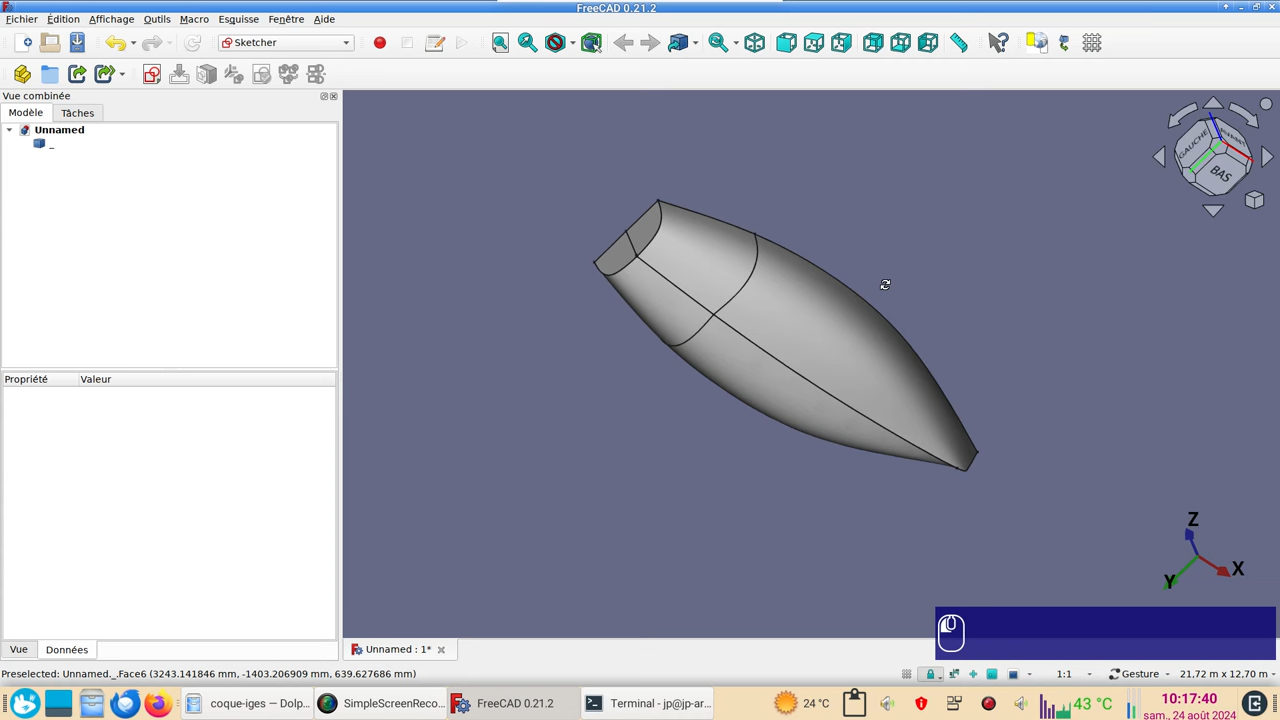 FreeCAD 0.21.2
Fichier Édition Affichage Outils Macro Esquisse Fenêtre Aide
Sketcher
Vue combinée
Modèle Tâches
Unnamed
_
Propriété Valeur
Vue Données
GAUCHE
BAS
Z
X
Y
Unnamed : 1*
Preselected: Unnamed._.Face6 (3243.141846 mm, -1403.206909 mm, 639.627686 mm)
1:1 Gesture 21,72 m x 12,70 m
coque-iges — Dolp... SimpleScreenReco... FreeCAD 0.21.2 Terminal - jp@jp-ar... 24 °C 43 °C 10:17:40
sam., 24 août 2024